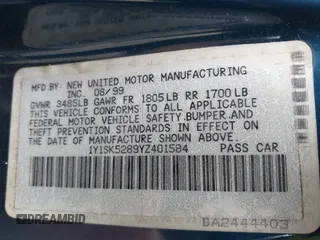 MFD. BY: NEW UNITED MOTOR MANUFACTURING
INC. 08/99
GVWR 3485LB GAWR FR 1805LB RR 1700LB
THIS VEHICLE CONFORMS TO ALL APPLICABLE
FEDERAL MOTOR VEHICLE SAFETY,BUMPER,AND
THEFT PREVENTION STANDARDS IN EFFECT ON
THE DATE OF MANUFACTURE SHOWN ABOVE.
1Y1SK5289YZ401584 PASS CAR
BA2444403
DREAMBID